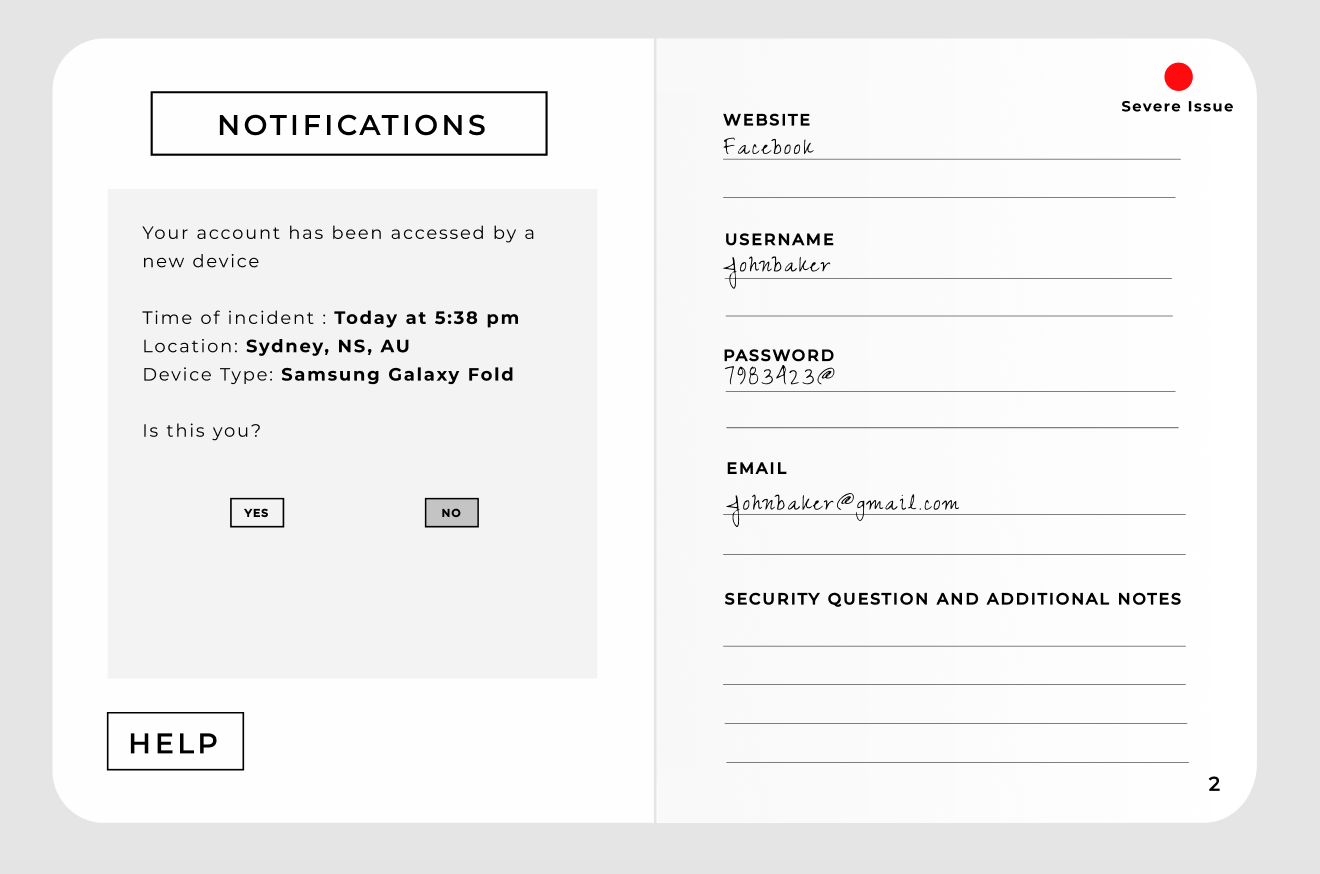 NOTIFICATIONS
Your account has been accessed by a
new device
Time of incident : Today at 5:38 pm
Location: Sydney, NS, AU
Device Type: Samsung Galaxy Fold
Is this you?
YES
NO
HELP
Severe Issue
WEBSITE
Facebook
USERNAME
Johnbaker
PASSWORD
7983423@
EMAIL
Johnbaker@gmail.com
SECURITY QUESTION AND ADDITIONAL NOTES
2